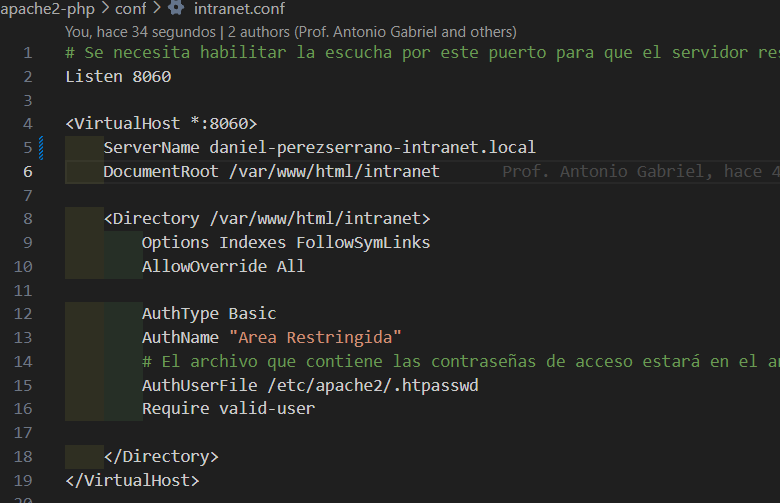 apache2-php > conf > intranet.conf
You, hace 34 segundos | 2 authors (Prof. Antonio Gabriel and others)
1 # Se necesita habilitar la escucha por este puerto para que el servidor res
2 Listen 8060
3
4 <VirtualHost *:8060>
5 ServerName daniel-perezserrano-intranet.local
6 DocumentRoot /var/www/html/intranet Prof. Antonio Gabriel, hace 4
7
8 <Directory /var/www/html/intranet>
9 Options Indexes FollowSymLinks
10 AllowOverride All
11
12 AuthType Basic
13 AuthName "Area Restringida"
14 # El archivo que contiene las contraseñas de acceso estará en el a
15 AuthUserFile /etc/apache2/.htpasswd
16 Require valid-user
17
18 </Directory>
19 </VirtualHost>
20